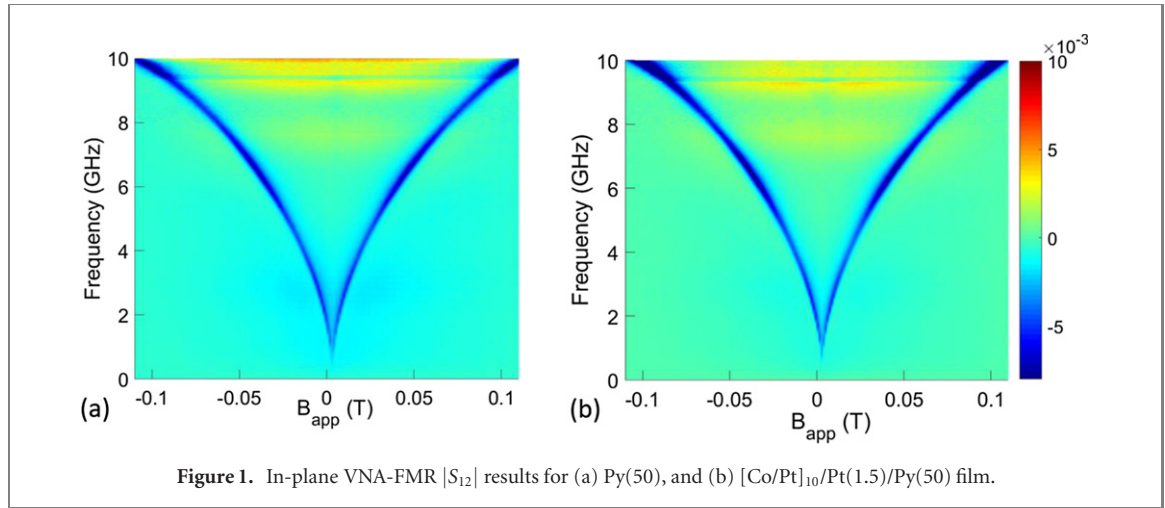 Frequency (GHz)
10
8
6
4
2
0
-0.1 -0.05 0 0.05 0.1
B_app (T)
(a)
Frequency (GHz)
10
8
6
4
2
0
-0.1 -0.05 0 0.05 0.1
B_app (T)
(b)
×10⁻³
10
5
0
-5
Figure 1. In-plane VNA-FMR |S₁₂| results for (a) Py(50), and (b) [Co/Pt]₁₀/Pt(1.5)/Py(50) film.